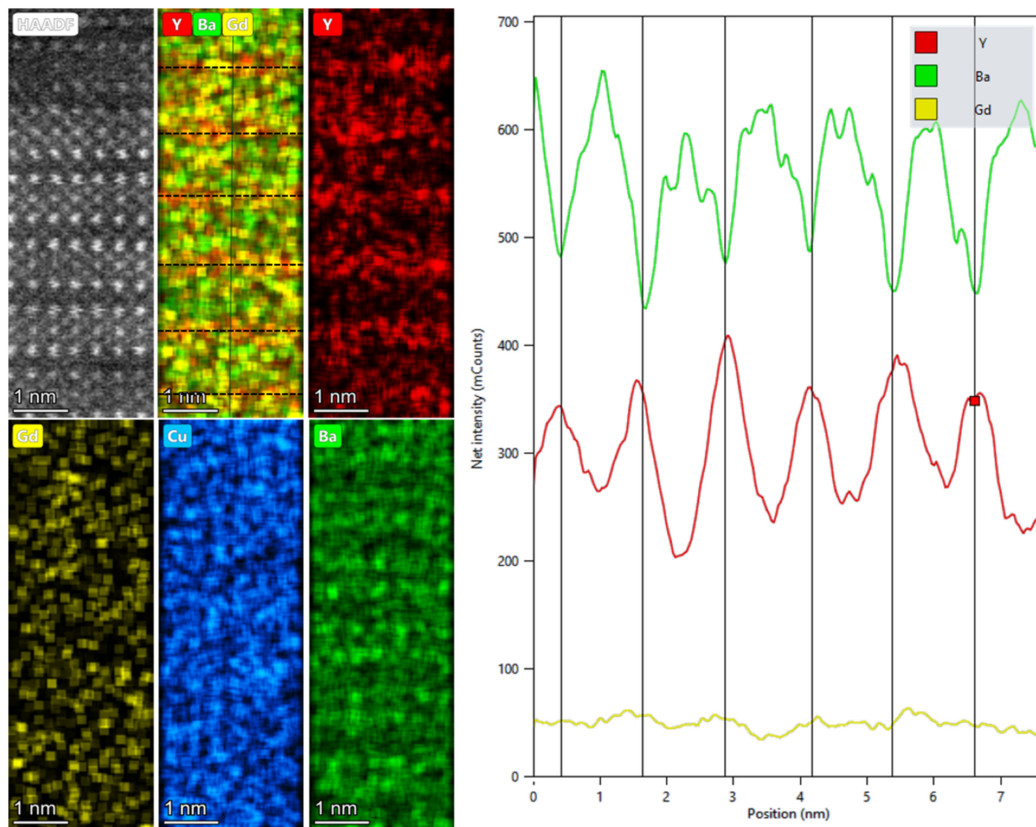 HAADF
Y Ba Gd
Y
1 nm
1 nm
1 nm
Gd
Cu
Ba
1 nm
1 nm
1 nm
700
600
500
400
300
200
100
0
Net intensity (mCounts)
Y
Ba
Gd
0 1 2 3 4 5 6 7
Position (nm)